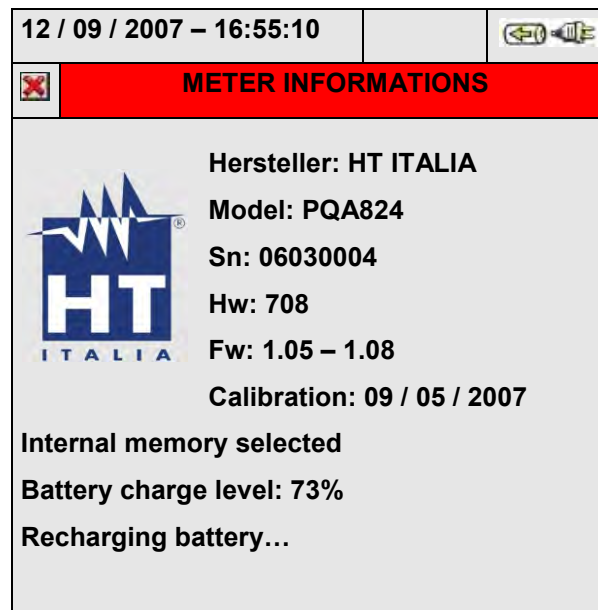 12 / 09 / 2007 – 16:55:10
METER INFORMATIONS
Hersteller: HT ITALIA
Model: PQA824
Sn: 06030004
Hw: 708
Fw: 1.05 – 1.08
Calibration: 09 / 05 / 2007
®
HT
ITALIA
Internal memory selected
Battery charge level: 73%
Recharging battery…